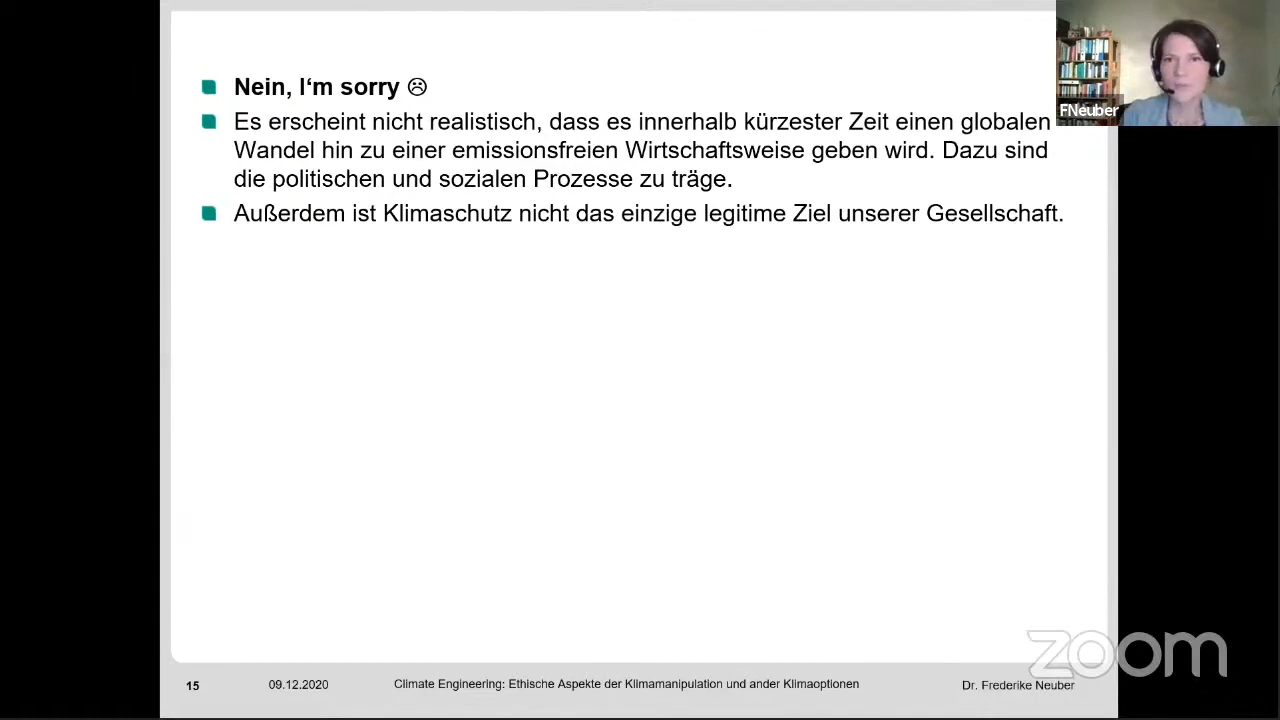 Nein, I‘m sorry ☹
Es erscheint nicht realistisch, dass es innerhalb kürzester Zeit einen globalen
Wandel hin zu einer emissionsfreien Wirtschaftsweise geben wird. Dazu sind
die politischen und sozialen Prozesse zu träge.
Außerdem ist Klimaschutz nicht das einzige legitime Ziel unserer Gesellschaft.
FNeuber
zoom
15 09.12.2020 Climate Engineering: Ethische Aspekte der Klimamanipulation und ander Klimaoptionen Dr. Frederike Neuber